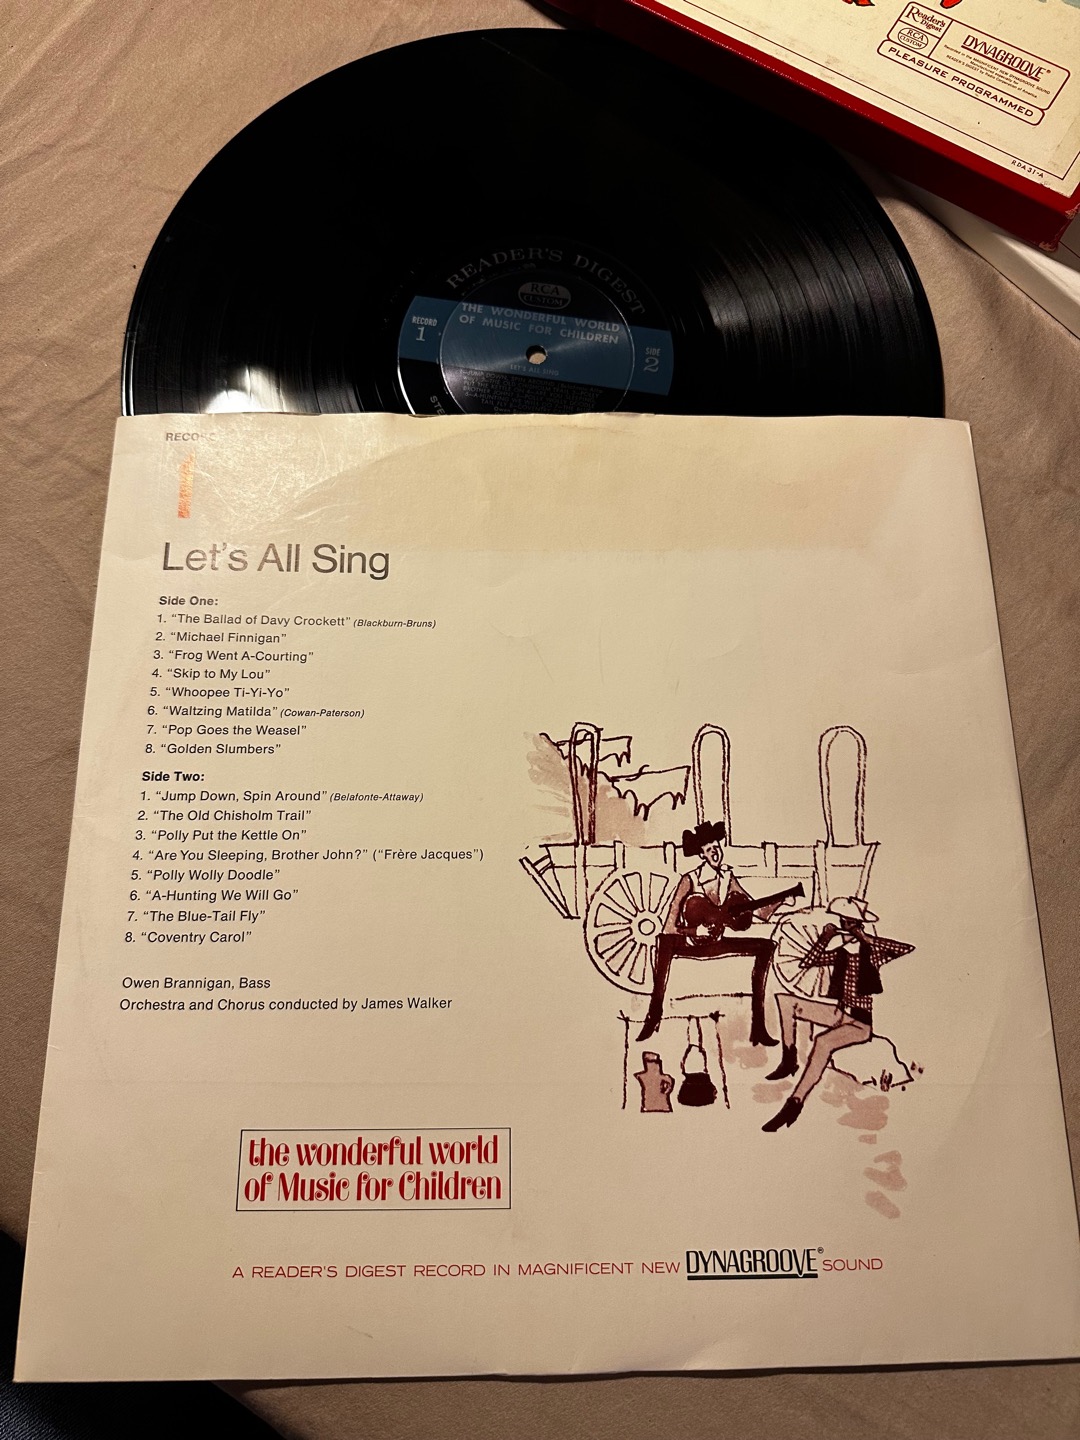 Reader's
Digest
RCA
CUSTOM
DYNAGROOVE®
PLEASURE PROGRAMMED
RDA 31-A
READER'S DIGEST
RCA
CUSTOM
THE WONDERFUL WORLD
OF MUSIC FOR CHILDREN
RECORD
1
SIDE
2
LET'S ALL SING
RECORD
1
Let's All Sing
Side One:
1. “The Ballad of Davy Crockett” (Blackburn-Bruns)
2. “Michael Finnigan”
3. “Frog Went A-Courting”
4. “Skip to My Lou”
5. “Whoopee Ti-Yi-Yo”
6. “Waltzing Matilda” (Cowan-Paterson)
7. “Pop Goes the Weasel”
8. “Golden Slumbers”
Side Two:
1. “Jump Down, Spin Around” (Belafonte-Attaway)
2. “The Old Chisholm Trail”
3. “Polly Put the Kettle On”
4. “Are You Sleeping, Brother John?” (“Frère Jacques”)
5. “Polly Wolly Doodle”
6. “A-Hunting We Will Go”
7. “The Blue-Tail Fly”
8. “Coventry Carol”
Owen Brannigan, Bass
Orchestra and Chorus conducted by James Walker
the wonderful world
of Music for Children
A READER'S DIGEST RECORD IN MAGNIFICENT NEW DYNAGROOVE® SOUND